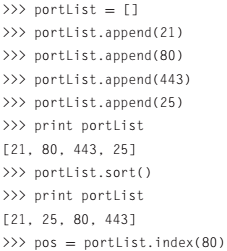 >>> portList = []
>>> portList.append(21)
>>> portList.append(80)
>>> portList.append(443)
>>> portList.append(25)
>>> print portList
[21, 80, 443, 25]
>>> portList.sort()
>>> print portList
[21, 25, 80, 443]
>>> pos = portList.index(80)